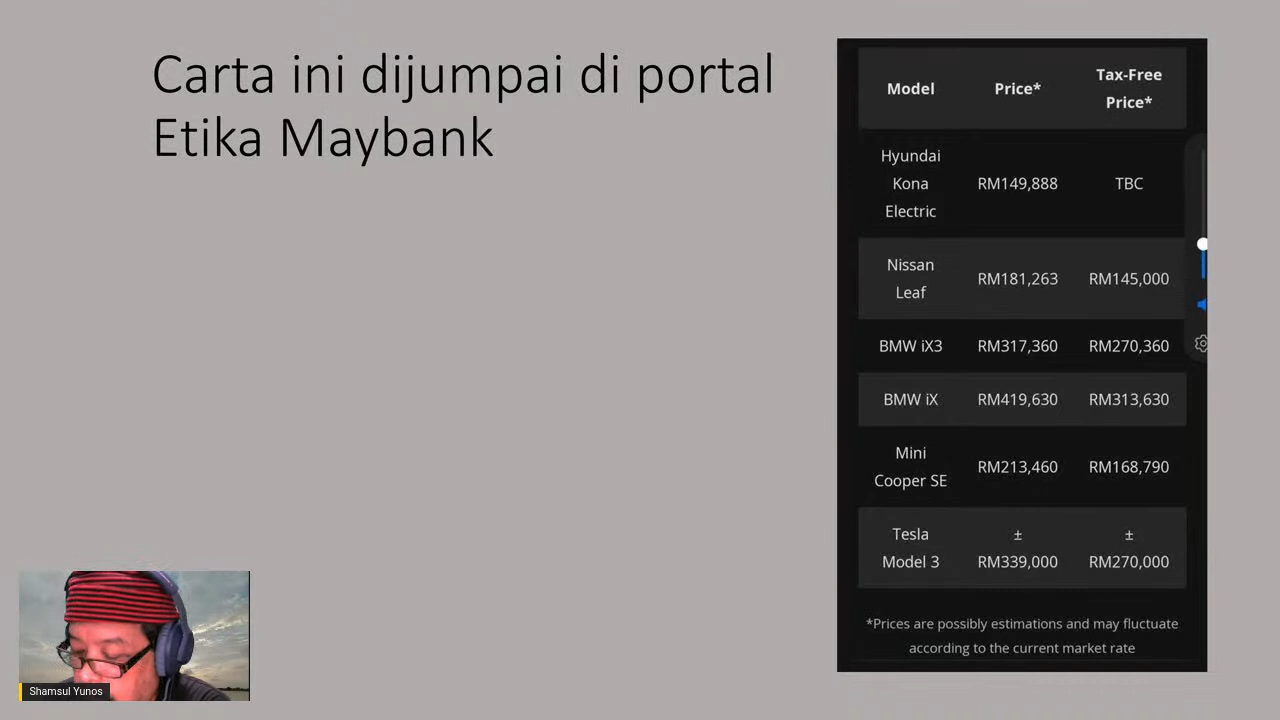 Carta ini dijumpai di portal
Etika Maybank
Model Price* Tax-Free
Price*
Hyundai
Kona
Electric RM149,888 TBC
Nissan
Leaf RM181,263 RM145,000
BMW iX3 RM317,360 RM270,360
BMW iX RM419,630 RM313,630
Mini
Cooper SE RM213,460 RM168,790
Tesla ± ±
Model 3 RM339,000 RM270,000
*Prices are possibly estimations and may fluctuate
according to the current market rate
Shamsul Yunos